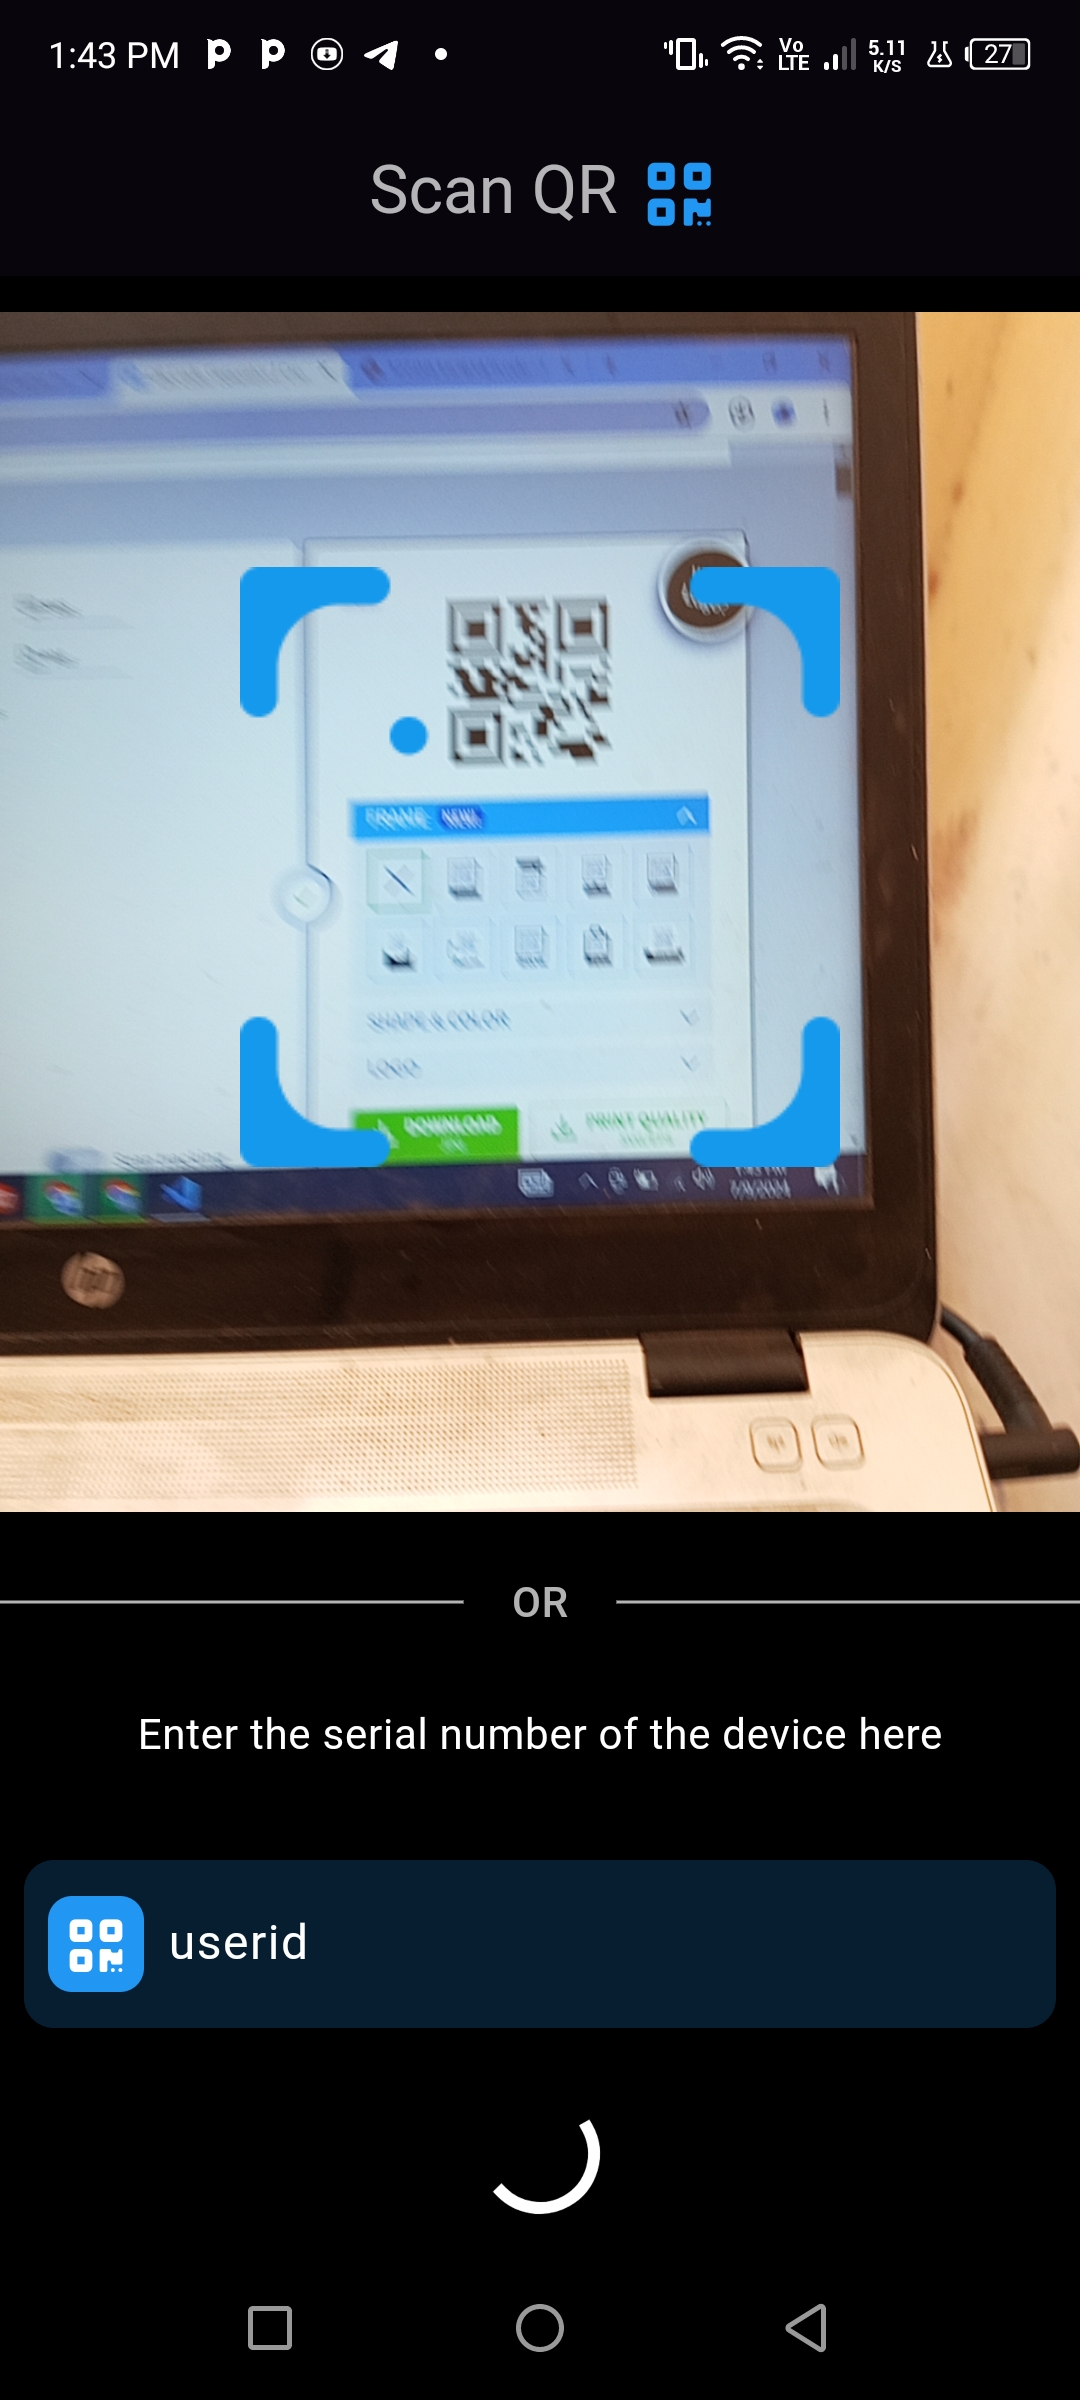 1:43 PM
Vo
LTE
5.11
K/S
27
Scan QR
FRAME NEW!
SHAPE & COLOR
LOGO
DOWNLOAD
PRINT QUALITY
OR
Enter the serial number of the device here
userid